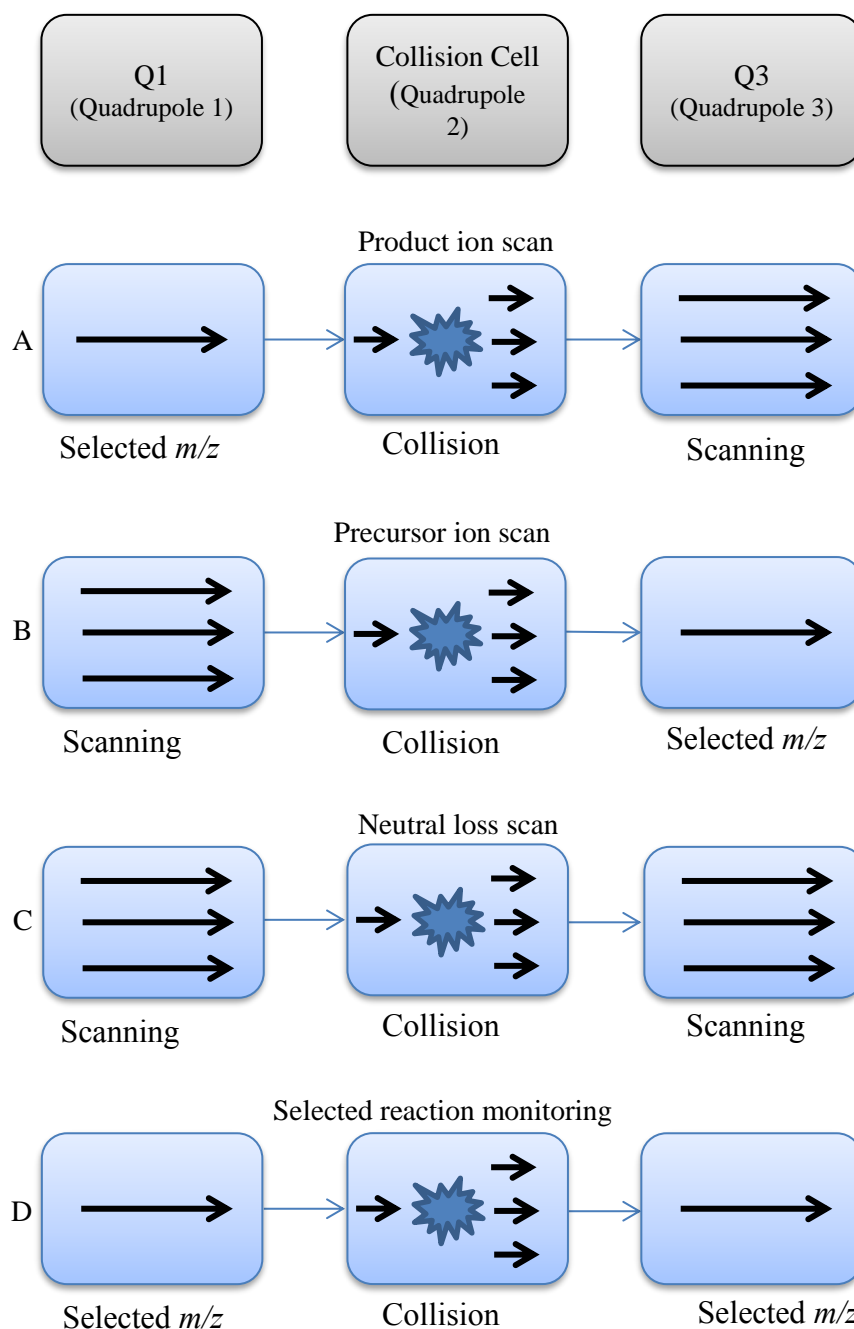 Q1
(Quadrupole 1)
Collision Cell
(Quadrupole
2)
Q3
(Quadrupole 3)
Product ion scan
A
Selected m/z
Collision
Scanning
Precursor ion scan
B
Scanning
Collision
Selected m/z
Neutral loss scan
C
Scanning
Collision
Scanning
Selected reaction monitoring
D
Selected m/z
Collision
Selected m/z